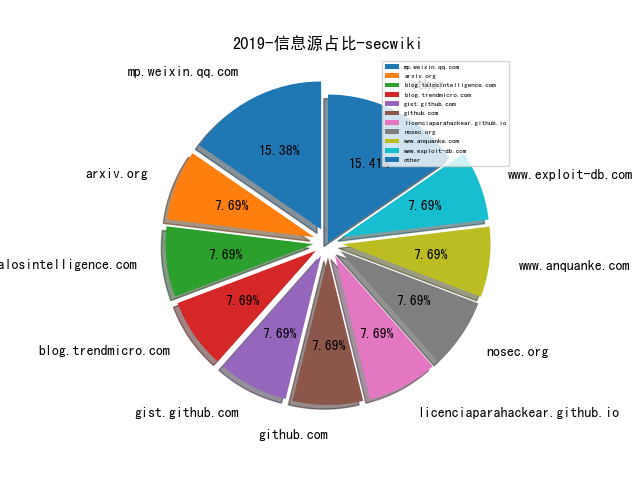 2019-信息源占比-secwiki
mp.weixin.qq.com
arxiv.org
alosintelligence.com
blog.trendmicro.com
gist.github.com
github.com
licenciaparahackear.github.io
nosec.org
www.anquanke.com
www.exploit-db.com
15.38%
7.69%
7.69%
7.69%
7.69%
7.69%
7.69%
7.69%
7.69%
7.69%
15.41%
mp.weixin.qq.com
arxiv.org
blog.talosintelligence.com
blog.trendmicro.com
gist.github.com
github.com
licenciaparahackear.github.io
nosec.org
www.anquanke.com
www.exploit-db.com
other